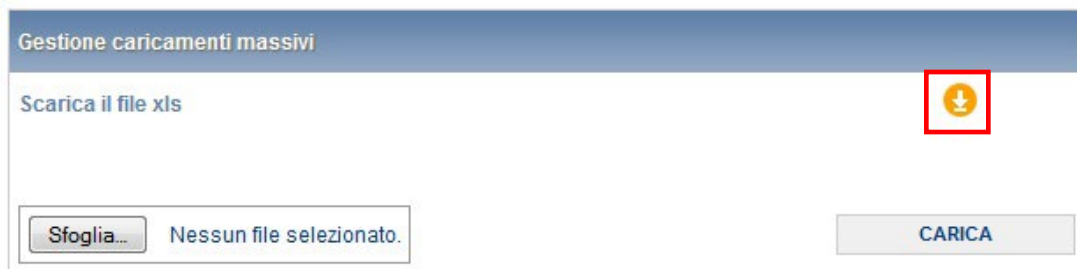 Gestione caricamenti massivi
Scarica il file xls
Sfoglia... Nessun file selezionato. CARICA